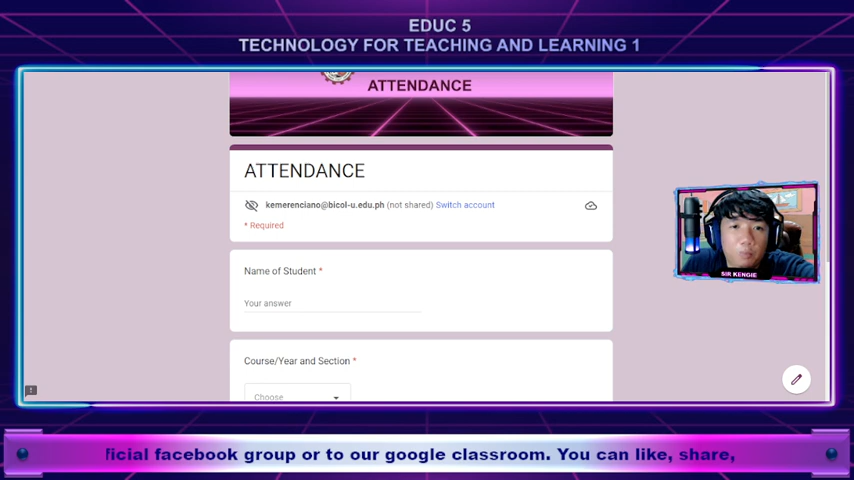 EDUC 5
TECHNOLOGY FOR TEACHING AND LEARNING 1
ATTENDANCE
ATTENDANCE
kemerenciano@bicol-u.edu.ph (not shared) Switch account
* Required
Name of Student *
Your answer
Course/Year and Section *
Choose
SIR KENGIE
ficial facebook group or to our google classroom. You can like, share,